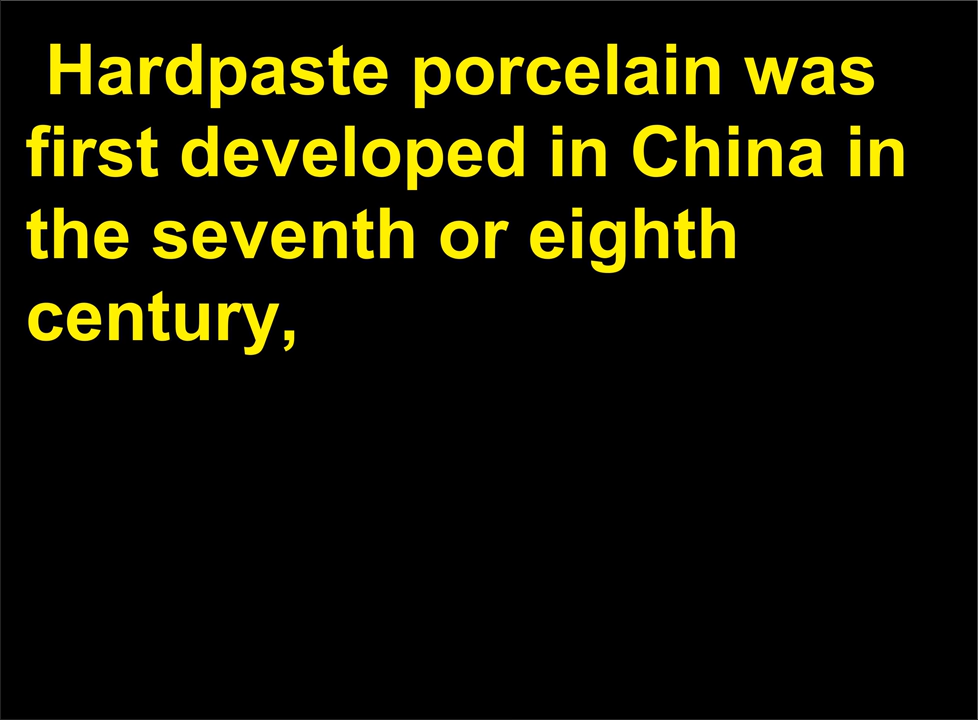 Hardpaste porcelain was
first developed in China in
the seventh or eighth
century,